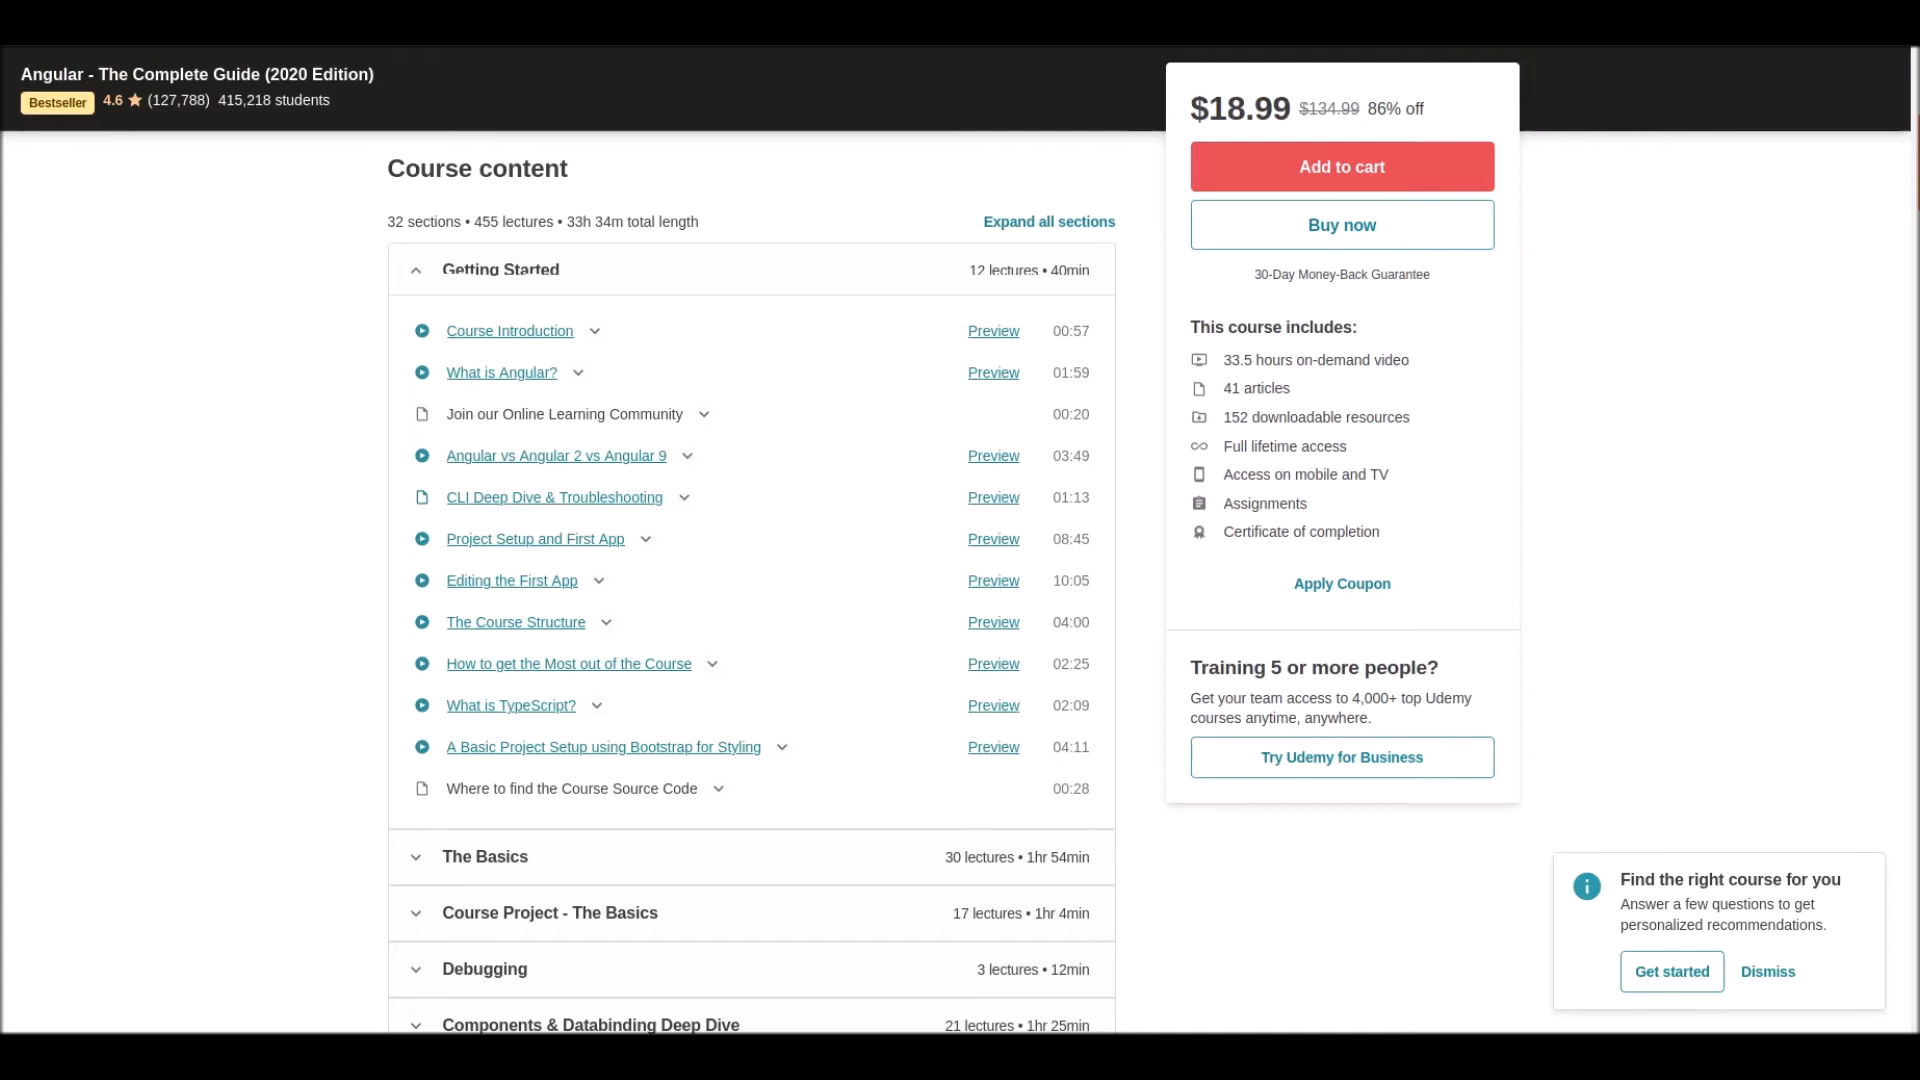 Angular - The Complete Guide (2020 Edition)
Bestseller 4.6 (127,788) 415,218 students
Course content
32 sections • 455 lectures • 33h 34m total length Expand all sections
Getting Started 12 lectures • 40min
Course Introduction Preview 00:57
What is Angular? Preview 01:59
Join our Online Learning Community 00:20
Angular vs Angular 2 vs Angular 9 Preview 03:49
CLI Deep Dive & Troubleshooting Preview 01:13
Project Setup and First App Preview 08:45
Editing the First App Preview 10:05
The Course Structure Preview 04:00
How to get the Most out of the Course Preview 02:25
What is TypeScript? Preview 02:09
A Basic Project Setup using Bootstrap for Styling Preview 04:11
Where to find the Course Source Code 00:28
The Basics 30 lectures • 1hr 54min
Course Project - The Basics 17 lectures • 1hr 4min
Debugging 3 lectures • 12min
Components & Databinding Deep Dive 21 lectures • 1hr 25min
$18.99 $134.99 86% off
Add to cart
Buy now
30-Day Money-Back Guarantee
This course includes:
33.5 hours on-demand video
41 articles
152 downloadable resources
Full lifetime access
Access on mobile and TV
Assignments
Certificate of completion
Apply Coupon
Training 5 or more people?
Get your team access to 4,000+ top Udemy
courses anytime, anywhere.
Try Udemy for Business
Find the right course for you
Answer a few questions to get
personalized recommendations.
Get started Dismiss